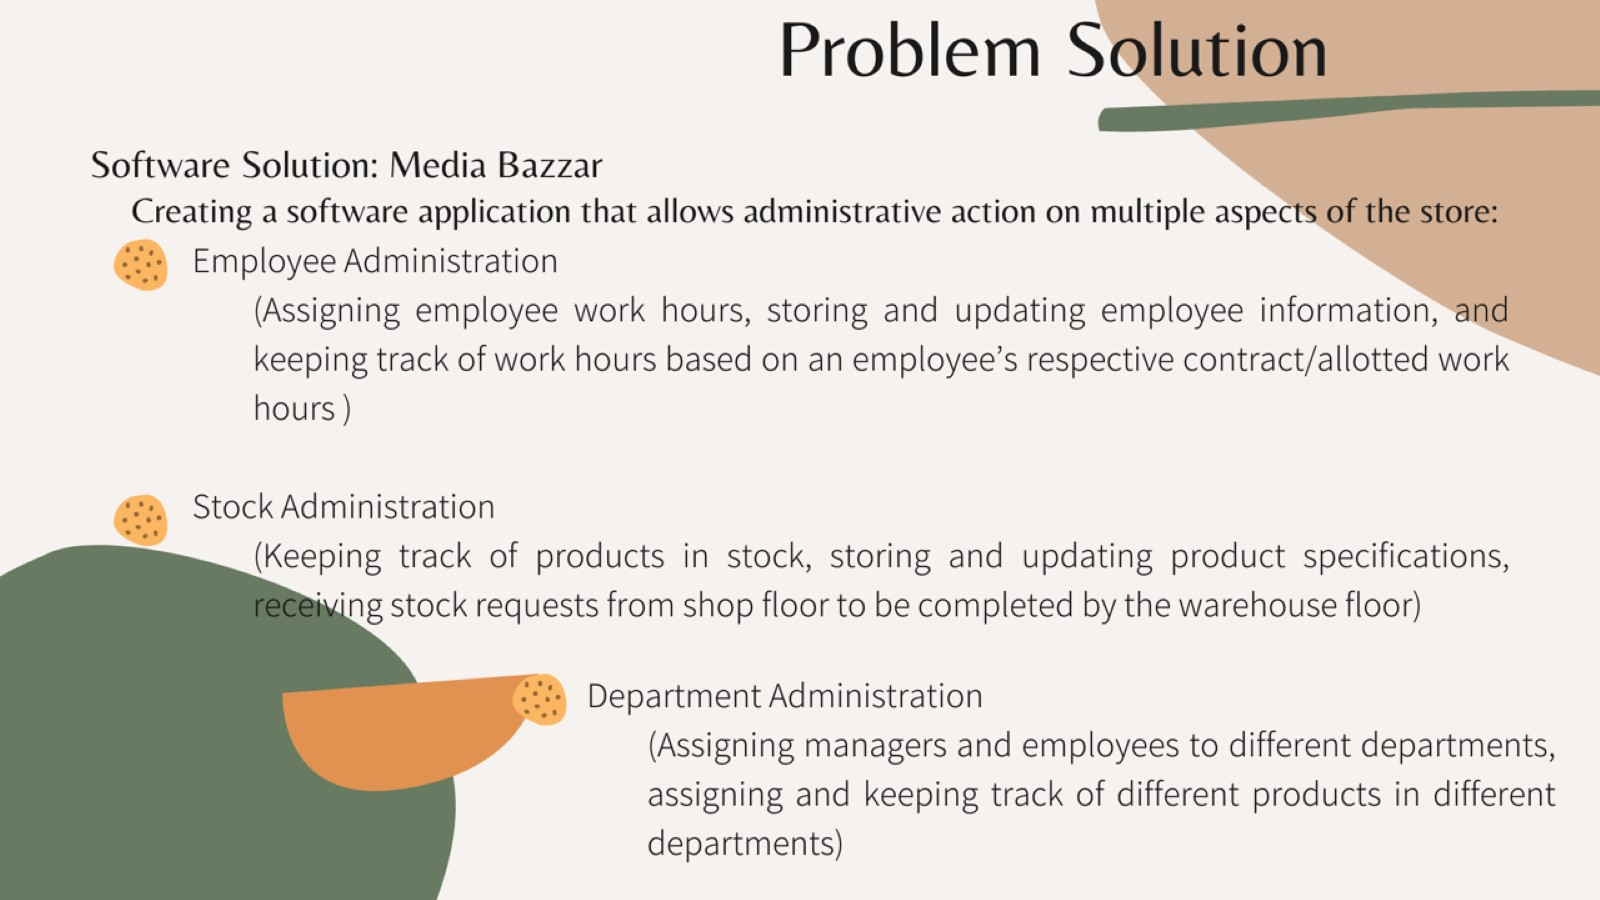 Problem Solution
Software Solution: Media Bazzar
Creating a software application that allows administrative action on multiple aspects of the store:
Employee Administration
(Assigning employee work hours, storing and updating employee information, and
keeping track of work hours based on an employee’s respective contract/allotted work
hours )
Stock Administration
(Keeping track of products in stock, storing and updating product specifications,
receiving stock requests from shop floor to be completed by the warehouse floor)
Department Administration
(Assigning managers and employees to different departments,
assigning and keeping track of different products in different
departments)